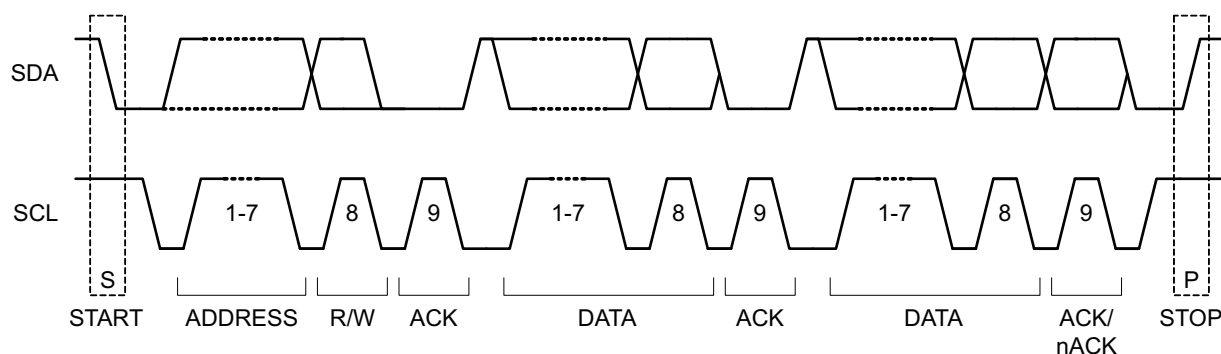 SDA
SCL
1-7 8 9 1-7 8 9 1-7 8 9
S P
START ADDRESS R/W ACK DATA ACK DATA ACK/ STOP
nACK